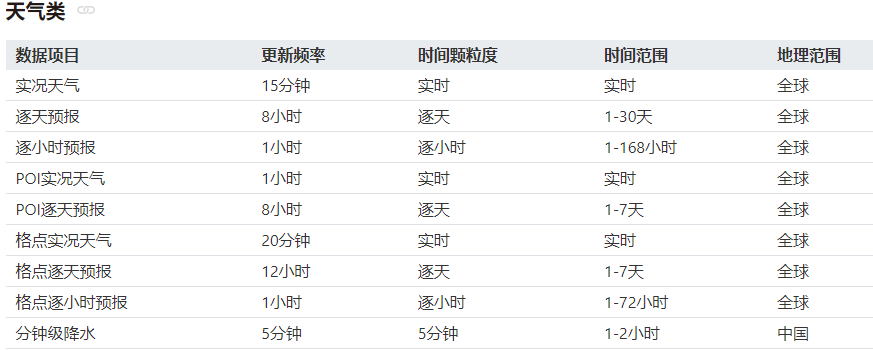 天气类
数据项目 更新频率 时间颗粒度 时间范围 地理范围
实况天气 15分钟 实时 实时 全球
逐天预报 8小时 逐天 1-30天 全球
逐小时预报 1小时 逐小时 1-168小时 全球
POI实况天气 1小时 实时 实时 全球
POI逐天预报 8小时 逐天 1-7天 全球
格点实况天气 20分钟 实时 实时 全球
格点逐天预报 12小时 逐天 1-7天 全球
格点逐小时预报 1小时 逐小时 1-72小时 全球
分钟级降水 5分钟 5分钟 1-2小时 中国